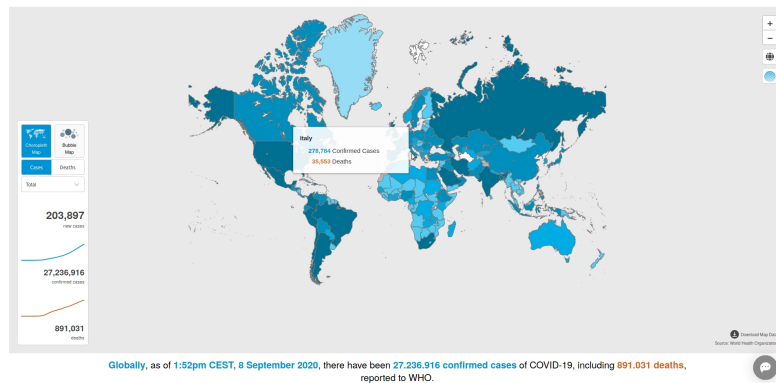 +
−
Italy
276,784 Confirmed Cases
35,553 Deaths
Choropleth Bubble
Map Map
Cases Deaths
Total
203,897
new cases
27,236,916
confirmed cases
891,031
deaths
Download Map Data
Source: World Health Organization
Globally, as of 1:52pm CEST, 8 September 2020, there have been 27.236.916 confirmed cases of COVID-19, including 891.031 deaths,
reported to WHO.